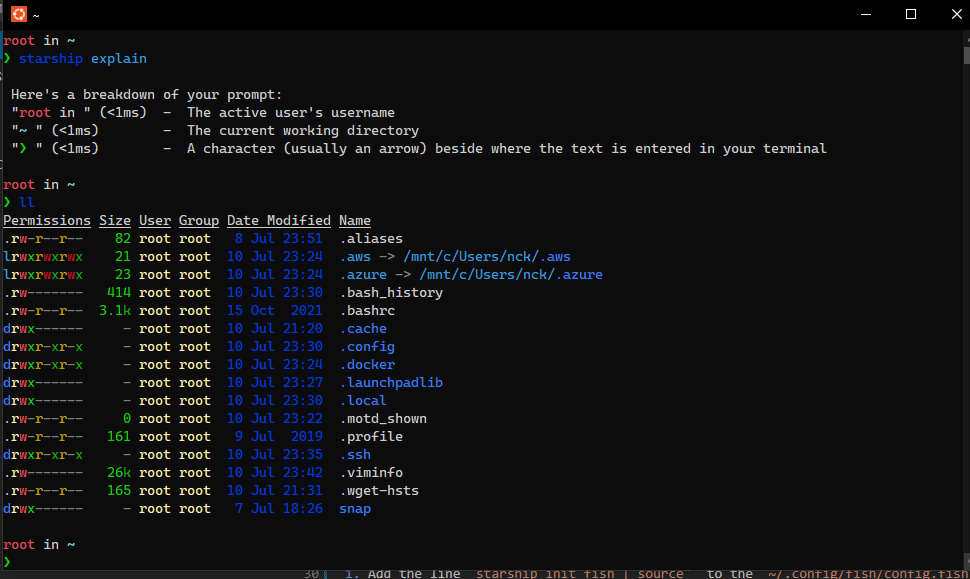 ~
root in ~
❯ starship explain
Here's a breakdown of your prompt:
"root in " (<1ms)  –  The active user's username
"~ " (<1ms)        –  The current working directory
"❯ " (<1ms)        –  A character (usually an arrow) beside where the text is entered in your terminal
root in ~
❯ ll
Permissions Size User Group Date Modified Name
.rw-r--r--    82 root root   8 Jul 23:51  .aliases
lrwxrwxrwx    21 root root  10 Jul 23:24  .aws -> /mnt/c/Users/nck/.aws
lrwxrwxrwx    23 root root  10 Jul 23:24  .azure -> /mnt/c/Users/nck/.azure
.rw-------   414 root root  10 Jul 23:30  .bash_history
.rw-r--r--  3.1k root root  15 Oct  2021  .bashrc
drwx------     - root root  10 Jul 21:20  .cache
drwxr-xr-x     - root root  10 Jul 23:30  .config
drwxr-xr-x     - root root  10 Jul 23:24  .docker
drwx------     - root root  10 Jul 23:27  .launchpadlib
drwx------     - root root  10 Jul 23:30  .local
.rw-r--r--     0 root root  10 Jul 23:22  .motd_shown
.rw-r--r--   161 root root   9 Jul  2019  .profile
drwxr-xr-x     - root root  10 Jul 23:35  .ssh
.rw-------   26k root root  10 Jul 23:42  .viminfo
.rw-r--r--   165 root root  10 Jul 21:31  .wget-hsts
drwx------     - root root   7 Jul 18:26  snap
root in ~
❯
30 1. Add the line `starship init fish | source` to the `~/.config/fish/config.fish